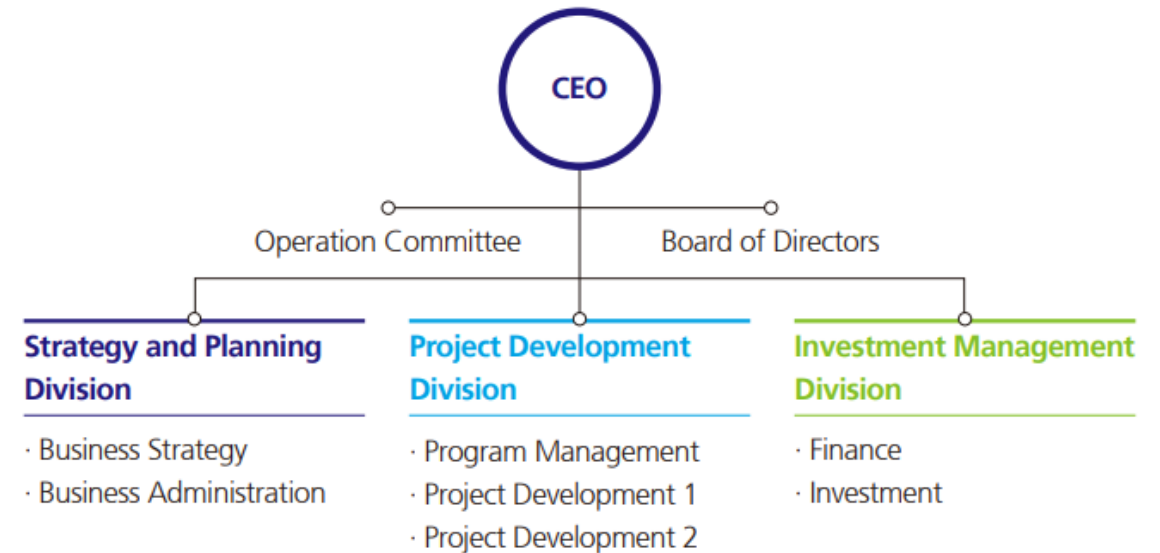 CEO
Operation Committee
Board of Directors
Strategy and Planning
Division
· Business Strategy
· Business Administration
Project Development
Division
· Program Management
· Project Development 1
· Project Development 2
Investment Management
Division
· Finance
· Investment